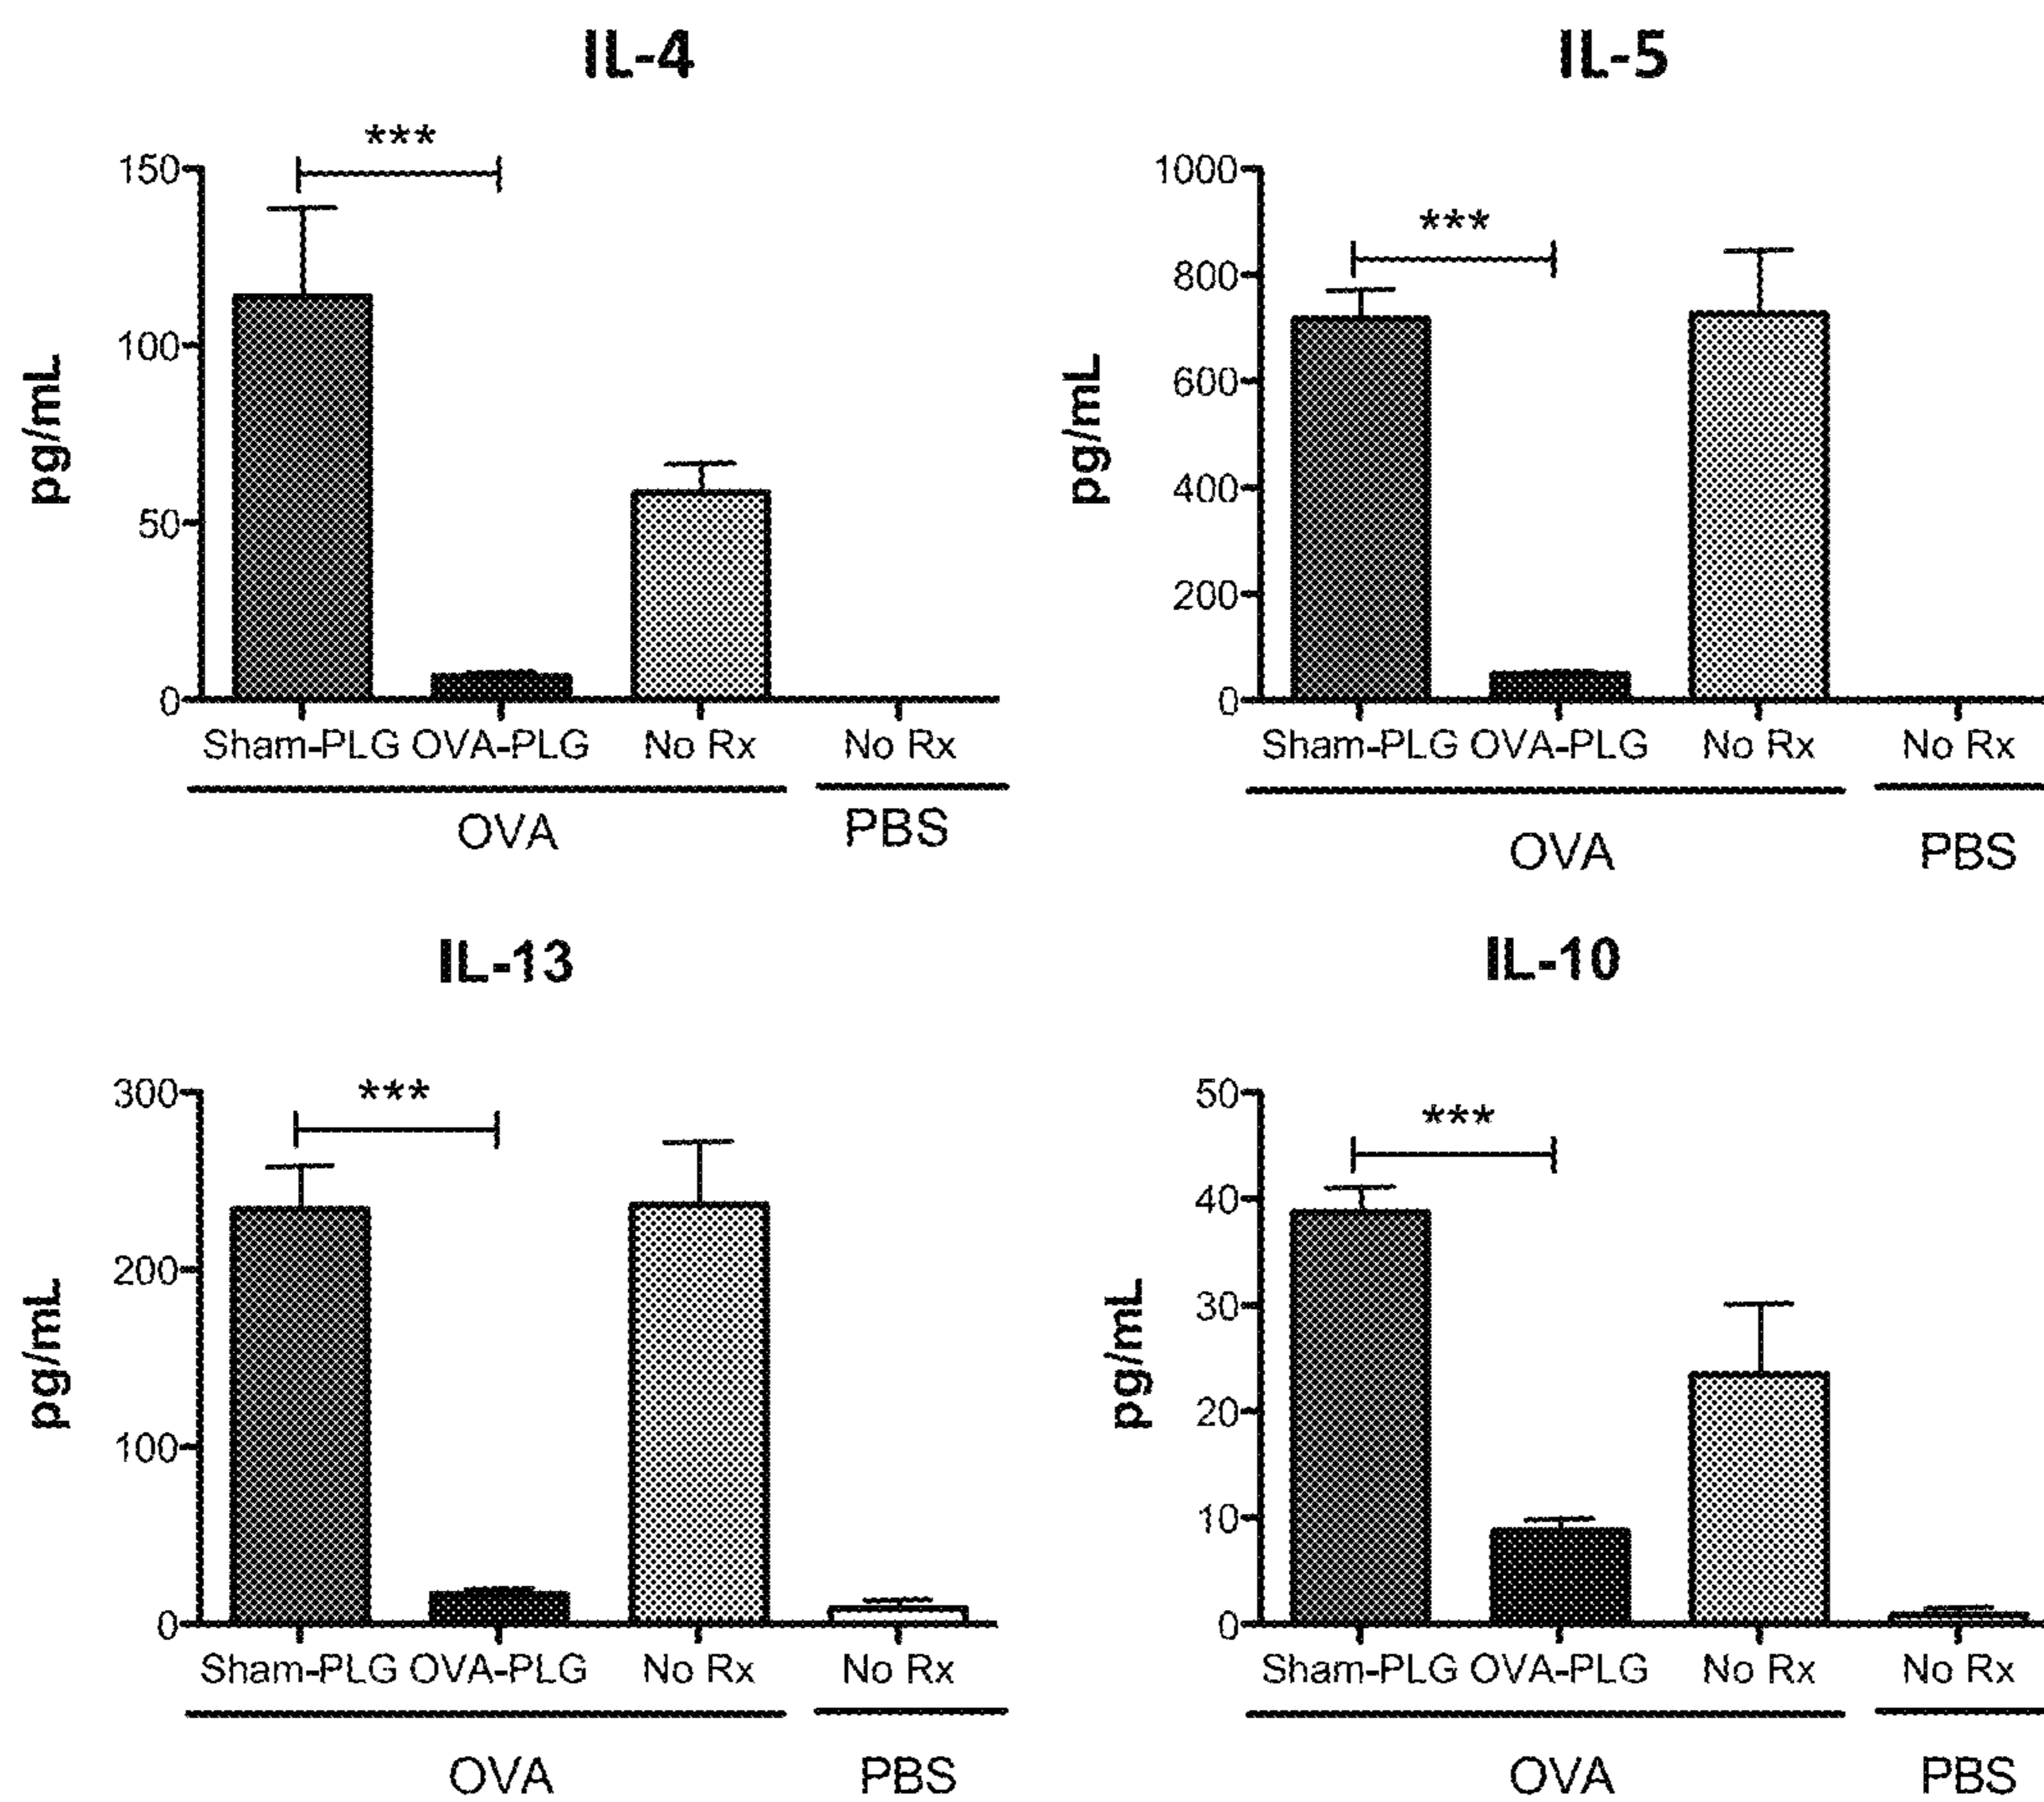 IL-4
***
150
100
50
0
pg/mL
Sham-PLG OVA-PLG No Rx No Rx
OVA PBS
IL-5
***
1000
800
600
400
200
0
pg/mL
Sham-PLG OVA-PLG No Rx No Rx
OVA PBS
IL-13
***
300
200
100
0
pg/mL
Sham-PLG OVA-PLG No Rx No Rx
OVA PBS
IL-10
***
50
40
30
20
10
0
pg/mL
Sham-PLG OVA-PLG No Rx No Rx
OVA PBS